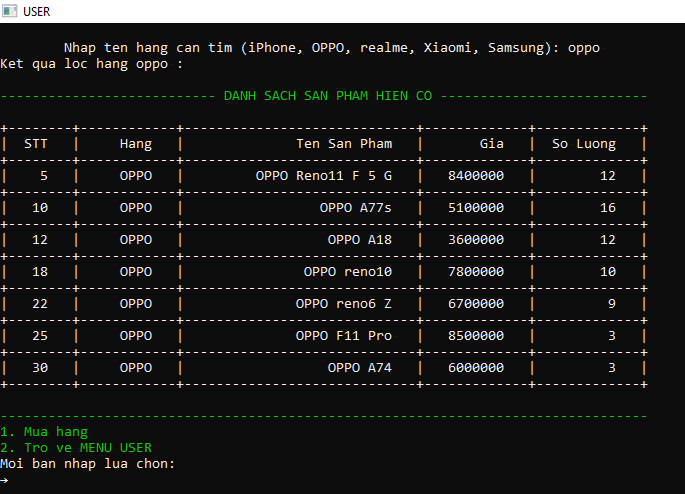 USER
Nhap ten hang can tim (iPhone, OPPO, realme, Xiaomi, Samsung): oppo
Ket qua loc hang oppo :
--------------------------- DANH SACH SAN PHAM HIEN CO --------------------------
+--------+------------+-----------------------------+-------------+-------------+
|  STT   |     Hang   |              Ten San Pham   |       Gia   |  So Luong   |
+--------+------------+-----------------------------+-------------+-------------+
|    5   |     OPPO   |         OPPO Reno11 F 5 G   |   8400000   |        12   |
+--------+------------+-----------------------------+-------------+-------------+
|   10   |     OPPO   |                 OPPO A77s   |   5100000   |        16   |
+--------+------------+-----------------------------+-------------+-------------+
|   12   |     OPPO   |                  OPPO A18   |   3600000   |        12   |
+--------+------------+-----------------------------+-------------+-------------+
|   18   |     OPPO   |               OPPO reno10   |   7800000   |        10   |
+--------+------------+-----------------------------+-------------+-------------+
|   22   |     OPPO   |              OPPO reno6 Z   |   6700000   |         9   |
+--------+------------+-----------------------------+-------------+-------------+
|   25   |     OPPO   |              OPPO F11 Pro   |   8500000   |         3   |
+--------+------------+-----------------------------+-------------+-------------+
|   30   |     OPPO   |                  OPPO A74   |   6000000   |         3   |
+--------+------------+-----------------------------+-------------+-------------+
---------------------------------------------------------------------------------
1. Mua hang
2. Tro ve MENU USER
Moi ban nhap lua chon:
→